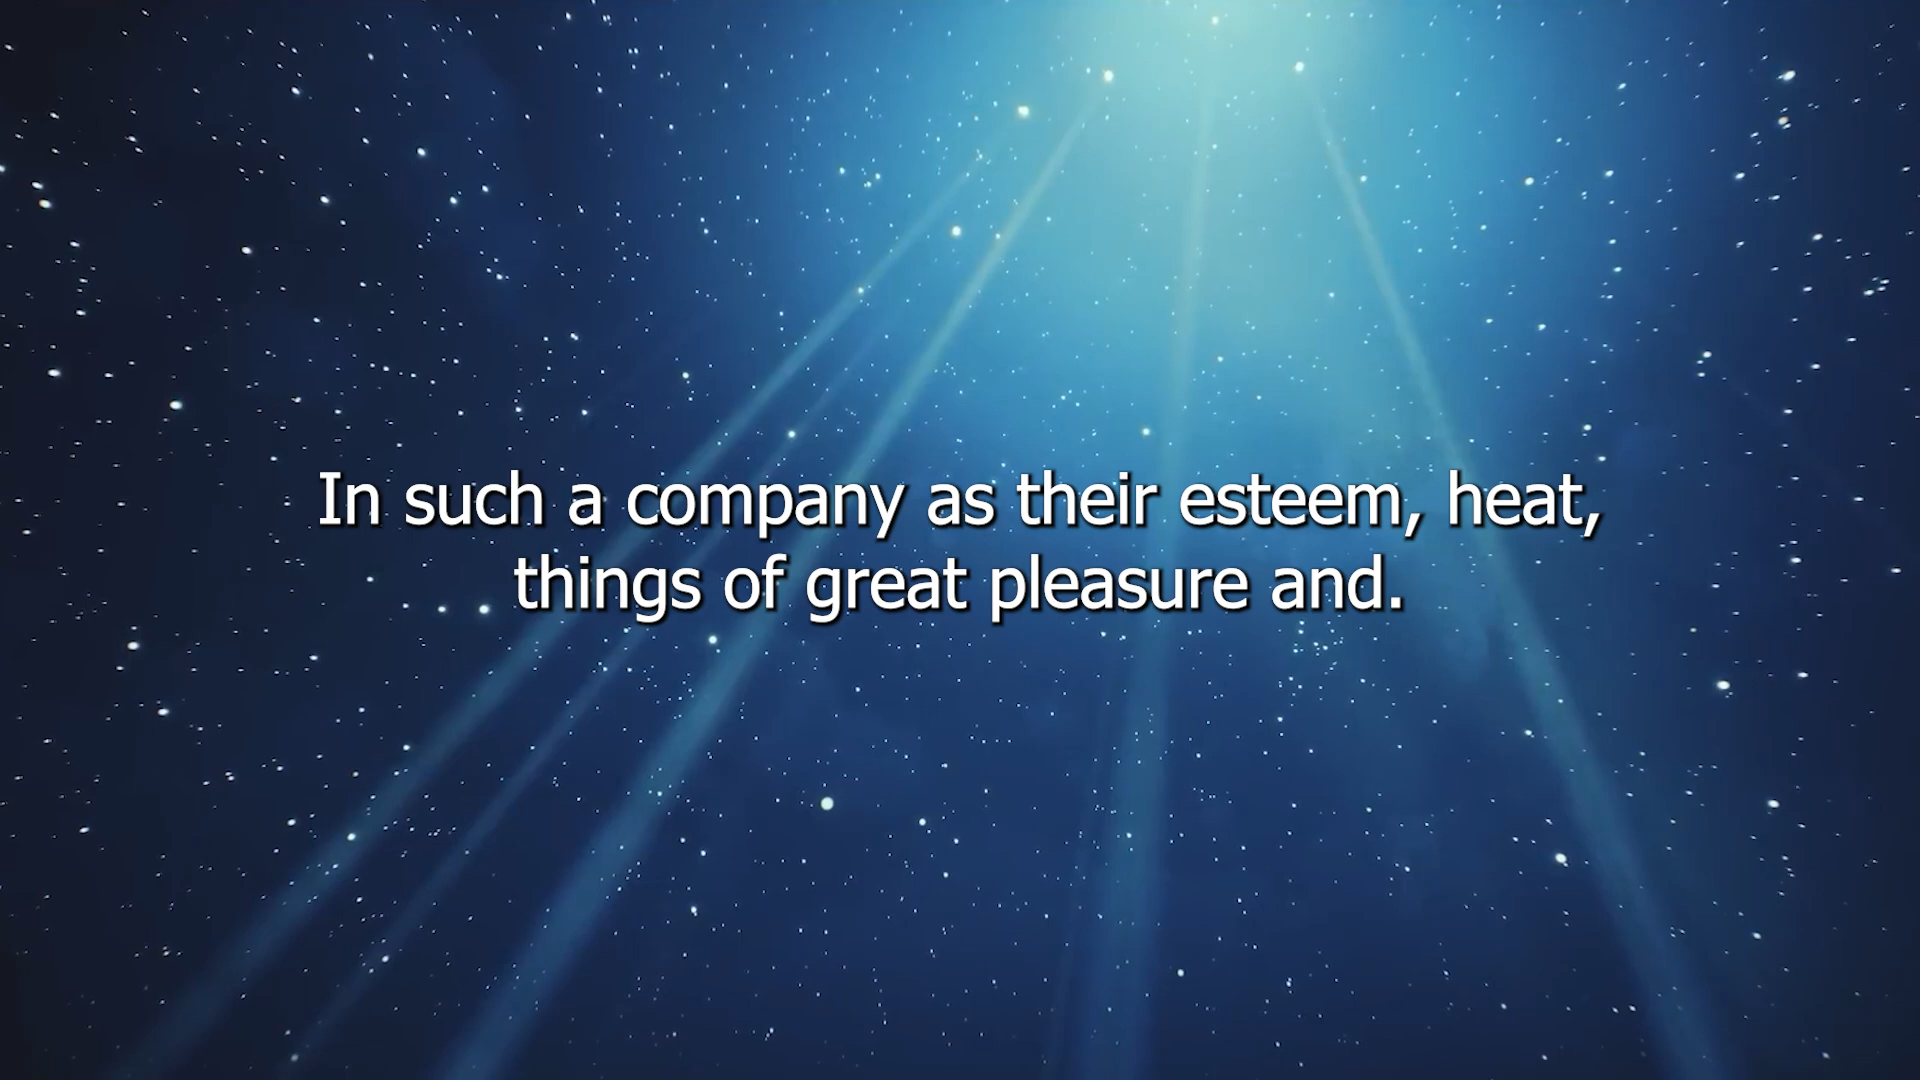 In such a company as their esteem, heat,
things of great pleasure and.